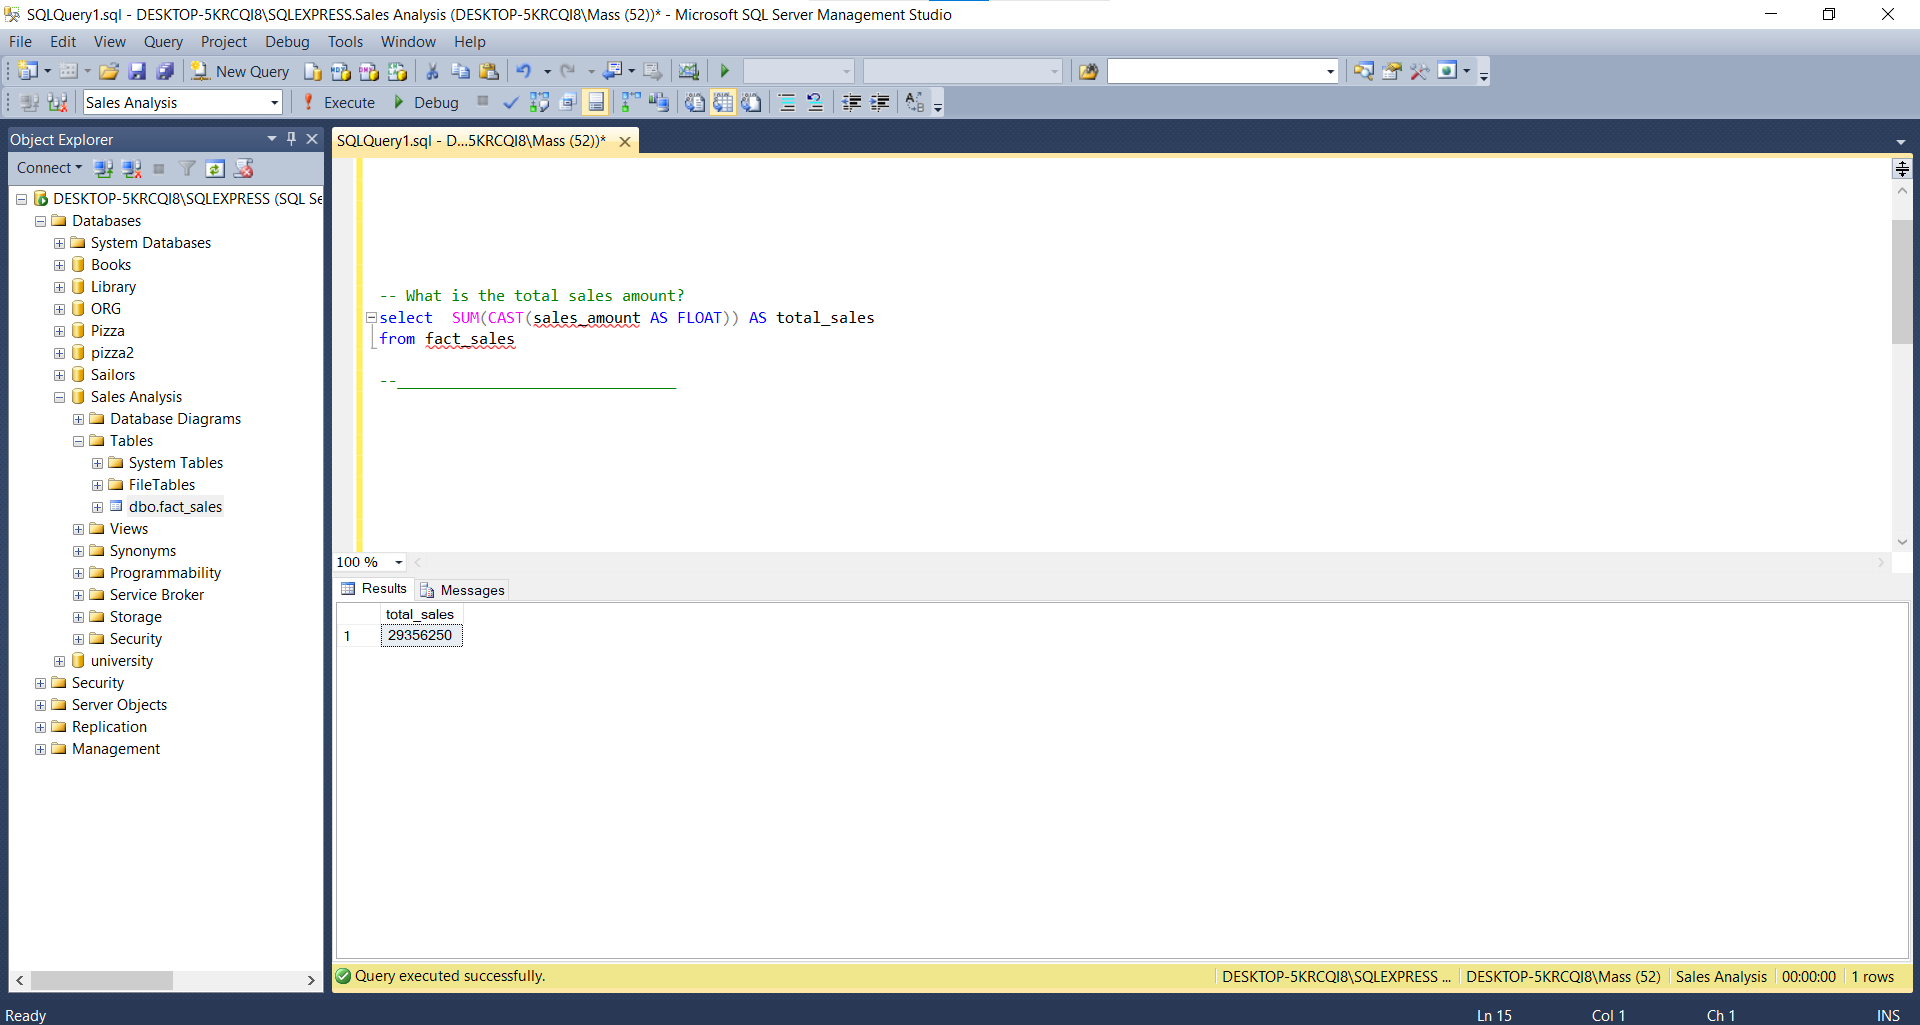 SQLQuery1.sql - DESKTOP-5KRCQI8\SQLEXPRESS.Sales Analysis (DESKTOP-5KRCQI8\Mass (52))* - Microsoft SQL Server Management Studio
File Edit View Query Project Debug Tools Window Help
New Query
Sales Analysis Execute Debug
Object Explorer
Connect
DESKTOP-5KRCQI8\SQLEXPRESS (SQL Se
Databases
System Databases
Books
Library
ORG
Pizza
pizza2
Sailors
Sales Analysis
Database Diagrams
Tables
System Tables
FileTables
dbo.fact_sales
Views
Synonyms
Programmability
Service Broker
Storage
Security
university
Security
Server Objects
Replication
Management
SQLQuery1.sql - D...5KRCQI8\Mass (52))*
-- What is the total sales amount?
select  SUM(CAST(sales_amount AS FLOAT)) AS total_sales
from fact_sales
--_______________________________
100 %
Results Messages
total_sales
1 29356250
Query executed successfully.
DESKTOP-5KRCQI8\SQLEXPRESS ... DESKTOP-5KRCQI8\Mass (52) Sales Analysis 00:00:00 1 rows
Ready Ln 15 Col 1 Ch 1 INS